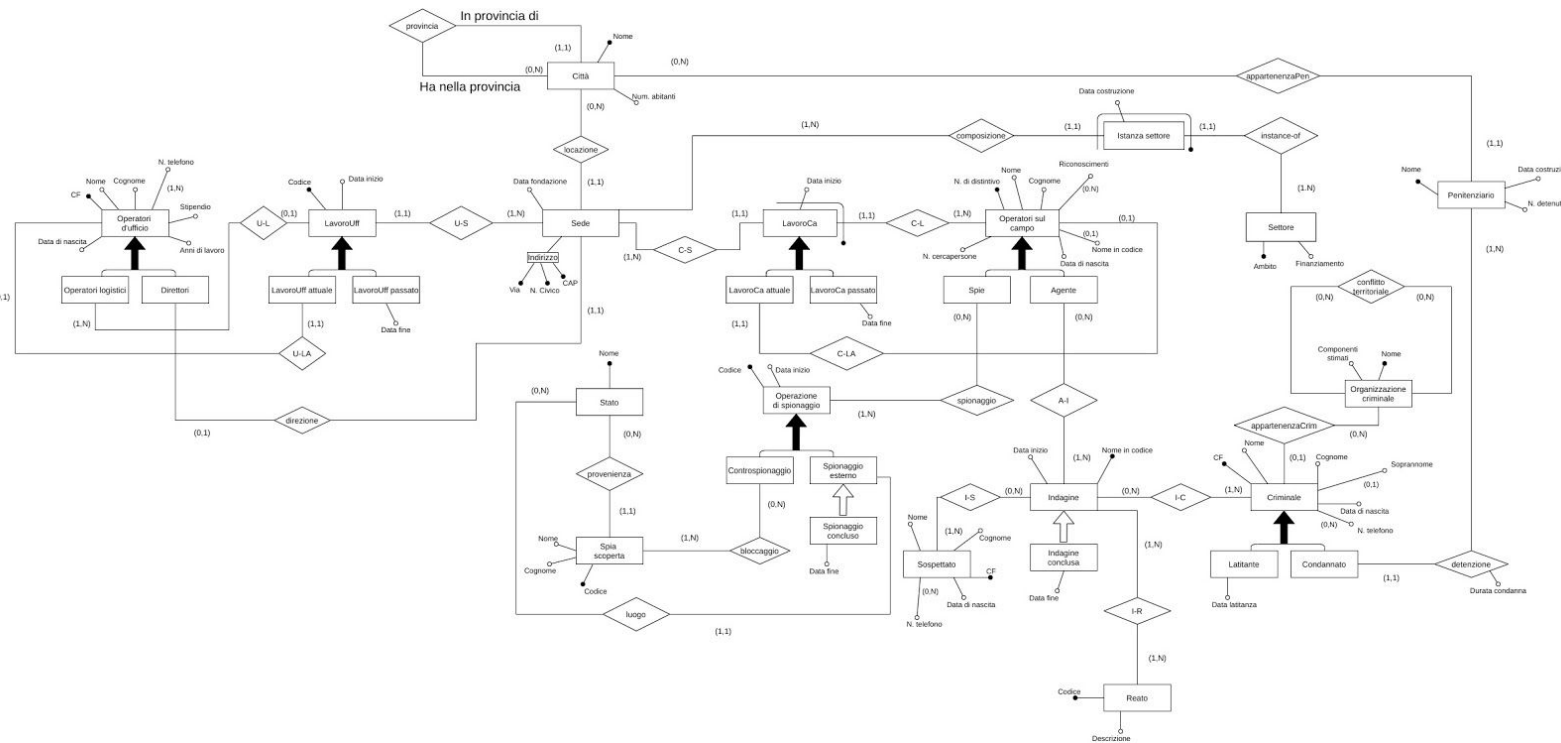 In provincia di
provincia
Nome
(1,1)
(0,N)
Città
(0,N)
appartenenzaPen
Ha nella provincia
Num. abitanti
(0,N)
Data costruzione
(1,N)
composizione
(1,1)
Istanza settore
(1,1)
instance-of
locazione
(1,1)
N. telefono
Nome
Cognome
(1,N)
CF
Stipendio
Operatori
d'ufficio
Data di nascita
Anni di lavoro
U-L
(0,1)
Codice
Data inizio
LavoroUff
(1,1)
U-S
(1,N)
Data fondazione
(1,1)
Sede
Indirizzo
Via
N. Civico
CAP
(1,N)
C-S
(1,1)
Data inizio
LavoroCa
(1,1)
C-L
(1,N)
Riconoscimenti
Nome
(0,N)
N. di distintivo
Cognome
Operatori sul
campo
(0,1)
(0,1)
Nome in codice
N. cercapersone
Data di nascita
(1,N)
Settore
Ambito
Finanziamento
Nome
Penitenziario
(1,N)
Operatori logistici
Direttori
LavoroUff attuale
LavoroUff passato
Data fine
LavoroCa attuale
LavoroCa passato
Data fine
Spie
Agente
(1,N)
(1,1)
U-LA
(1,1)
(1,1)
C-LA
(0,N)
(0,N)
(0,N)
conflitto
territoriale
(0,N)
Componenti
stimati
Nome
Organizzazione
criminale
Nome
(0,N)
Stato
Codice
Data inizio
Operazione
di spionaggio
(1,N)
spionaggio
A-I
direzione
(0,1)
(0,N)
appartenenzaCrim
(0,N)
provenienza
Controspionaggio
Spionaggio
esterno
(1,N)
Data inizio
Nome in codice
Nome
CF
(0,1)
Cognome
Soprannome
(0,1)
I-S
(0,N)
Indagine
(0,N)
I-C
(1,N)
Criminale
Data di nascita
(0,N)
N. telefono
(1,1)
(0,N)
Spionaggio
concluso
Data fine
Nome
Spia
scoperta
Cognome
Codice
(1,N)
bloccaggio
Nome
(1,N)
Cognome
Sospettato
CF
(0,N)
Data di nascita
N. telefono
Indagine
conclusa
Data fine
(1,N)
Latitante
Condannato
Data latitanza
(1,1)
detenzione
Durata condanna
luogo
(1,1)
I-R
(1,N)
Codice
Reato
Descrizione